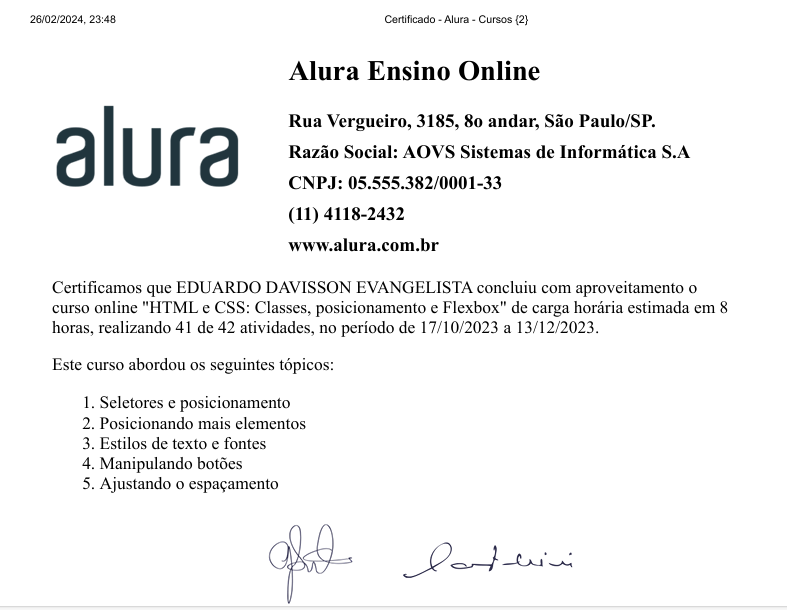 26/02/2024, 23:48 Certificado - Alura - Cursos {2}
Alura Ensino Online
alura
Rua Vergueiro, 3185, 8o andar, São Paulo/SP.
Razão Social: AOVS Sistemas de Informática S.A
CNPJ: 05.555.382/0001-33
(11) 4118-2432
www.alura.com.br
Certificamos que EDUARDO DAVISSON EVANGELISTA concluiu com aproveitamento o
curso online "HTML e CSS: Classes, posicionamento e Flexbox" de carga horária estimada em 8
horas, realizando 41 de 42 atividades, no período de 17/10/2023 a 13/12/2023.
Este curso abordou os seguintes tópicos:
1. Seletores e posicionamento
2. Posicionando mais elementos
3. Estilos de texto e fontes
4. Manipulando botões
5. Ajustando o espaçamento